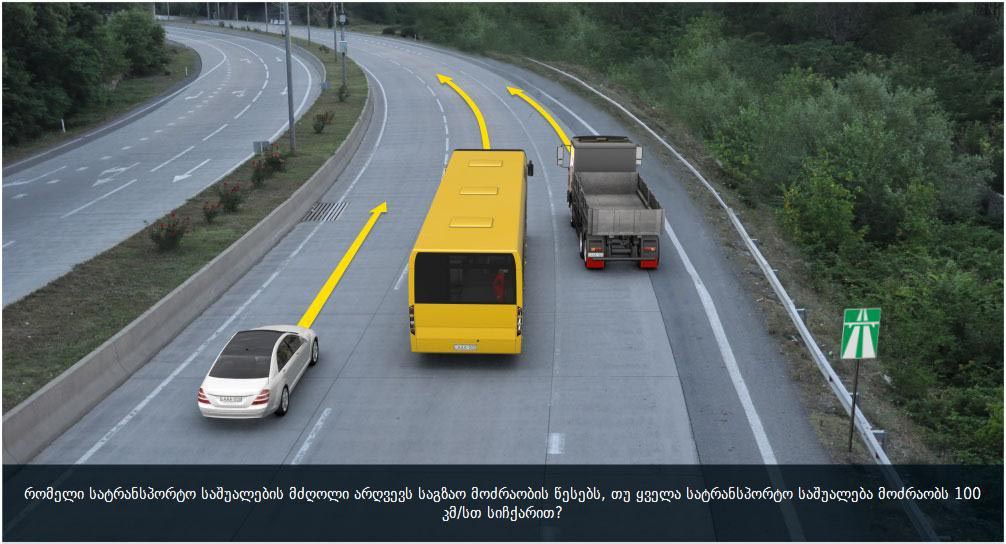 რომელი სატრანსპორტო საშუალების მძღოლი არღვევს საგზაო მოძრაობის წესებს, თუ ყველა სატრანსპორტო საშუალება მოძრაობს 100
კმ/სთ სიჩქარით?